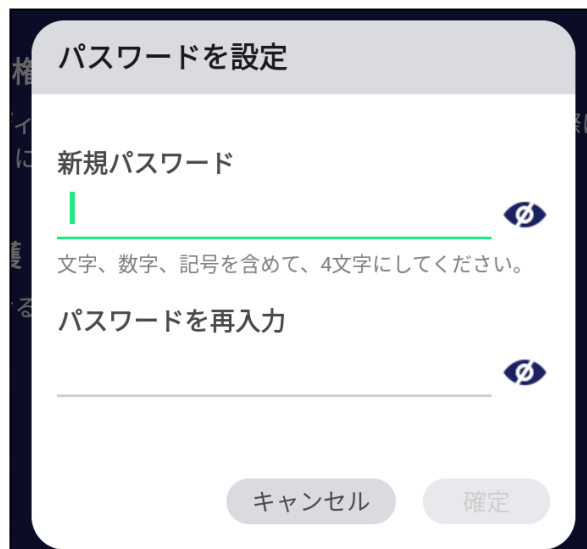 パスワードを設定
新規パスワード
文字、数字、記号を含めて、4文字にしてください。
パスワードを再入力
キャンセル
確定